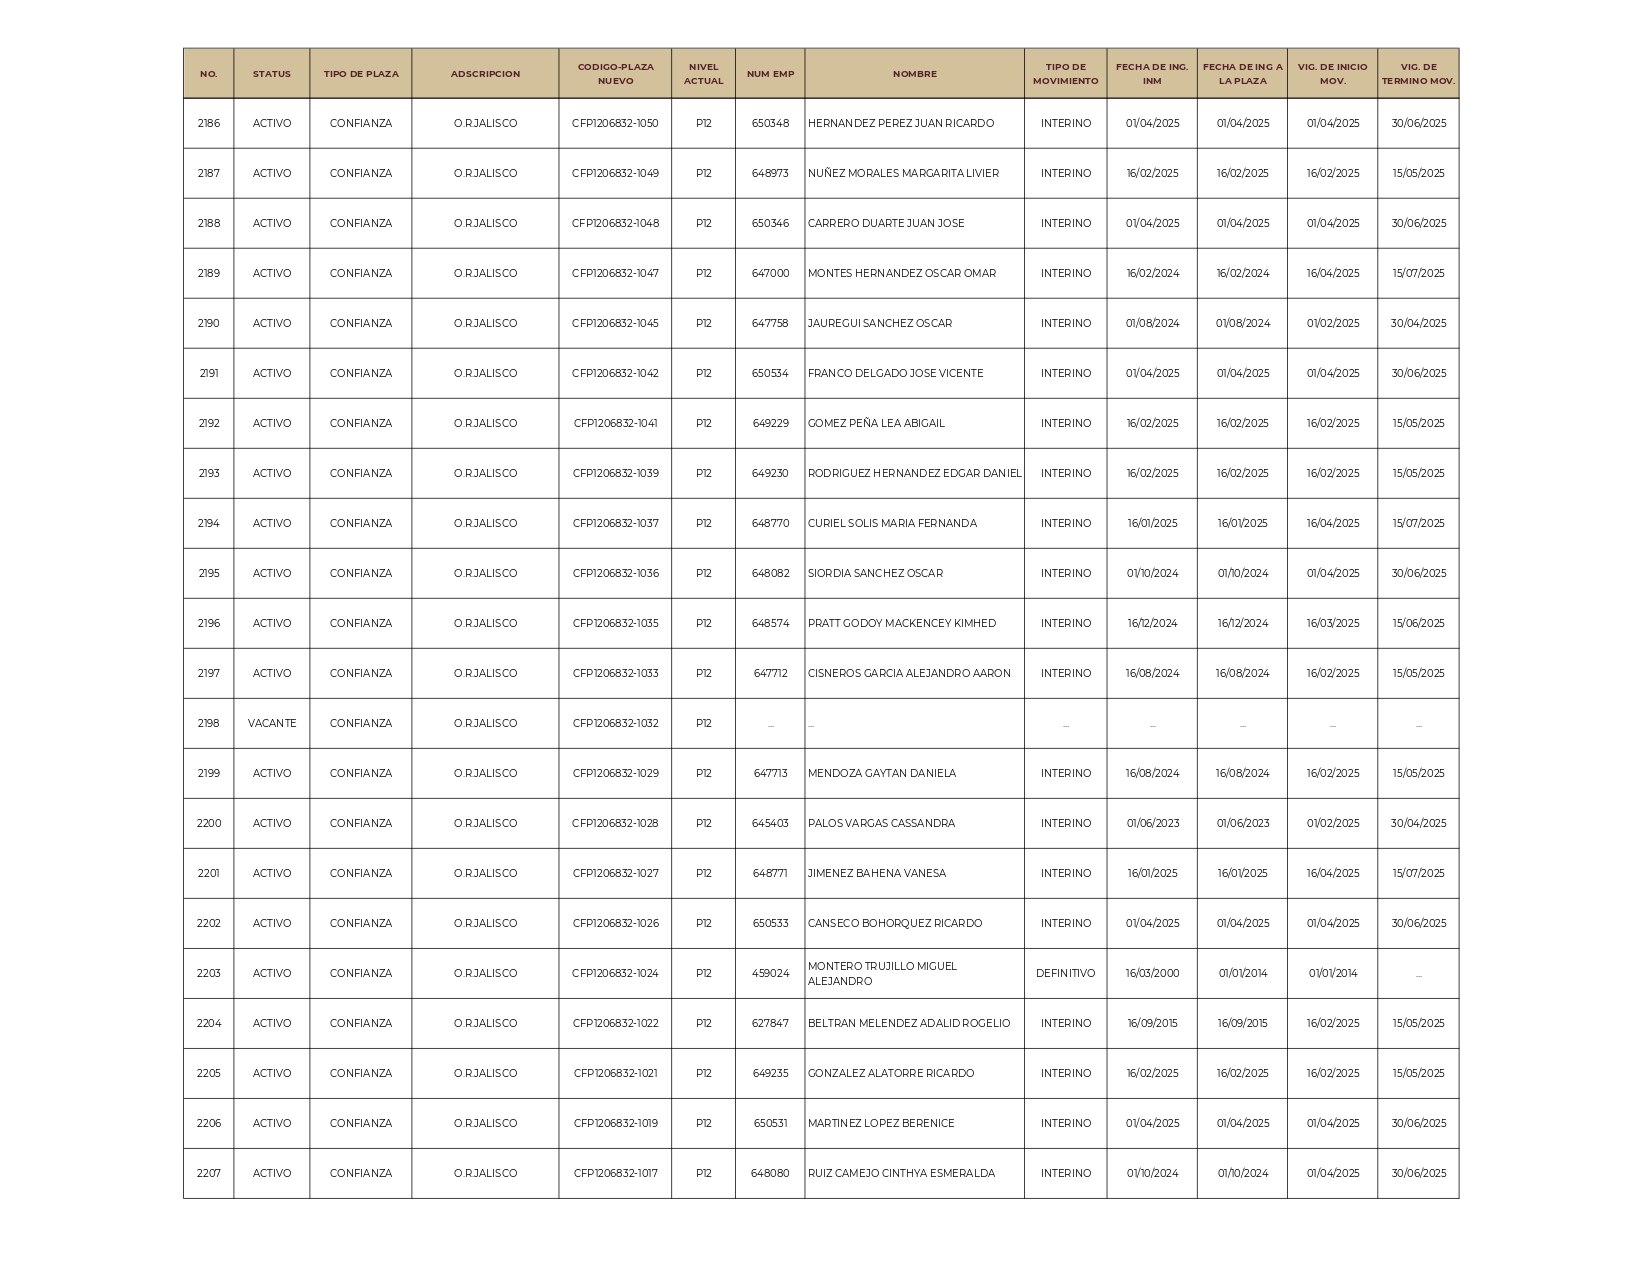 NO. STATUS TIPO DE PLAZA ADSCRIPCION CODIGO-PLAZA NUEVO NIVEL ACTUAL NUM EMP NOMBRE TIPO DE MOVIMIENTO FECHA DE ING. INM FECHA DE ING A LA PLAZA VIG. DE INICIO MOV. VIG. DE TERMINO MOV.
2186 ACTIVO CONFIANZA O.R.JALISCO CFP1206832-1050 P12 650348 HERNANDEZ PEREZ JUAN RICARDO INTERINO 01/04/2025 01/04/2025 01/04/2025 30/06/2025
2187 ACTIVO CONFIANZA O.R.JALISCO CFP1206832-1049 P12 648973 NUÑEZ MORALES MARGARITA LIVIER INTERINO 16/02/2025 16/02/2025 16/02/2025 15/05/2025
2188 ACTIVO CONFIANZA O.R.JALISCO CFP1206832-1048 P12 650346 CARRERO DUARTE JUAN JOSE INTERINO 01/04/2025 01/04/2025 01/04/2025 30/06/2025
2189 ACTIVO CONFIANZA O.R.JALISCO CFP1206832-1047 P12 647000 MONTES HERNANDEZ OSCAR OMAR INTERINO 16/02/2024 16/02/2024 16/04/2025 15/07/2025
2190 ACTIVO CONFIANZA O.R.JALISCO CFP1206832-1045 P12 647758 JAUREGUI SANCHEZ OSCAR INTERINO 01/08/2024 01/08/2024 01/02/2025 30/04/2025
2191 ACTIVO CONFIANZA O.R.JALISCO CFP1206832-1042 P12 650534 FRANCO DELGADO JOSE VICENTE INTERINO 01/04/2025 01/04/2025 01/04/2025 30/06/2025
2192 ACTIVO CONFIANZA O.R.JALISCO CFP1206832-1041 P12 649229 GOMEZ PEÑA LEA ABIGAIL INTERINO 16/02/2025 16/02/2025 16/02/2025 15/05/2025
2193 ACTIVO CONFIANZA O.R.JALISCO CFP1206832-1039 P12 649230 RODRIGUEZ HERNANDEZ EDGAR DANIEL INTERINO 16/02/2025 16/02/2025 16/02/2025 15/05/2025
2194 ACTIVO CONFIANZA O.R.JALISCO CFP1206832-1037 P12 648770 CURIEL SOLIS MARIA FERNANDA INTERINO 16/01/2025 16/01/2025 16/04/2025 15/07/2025
2195 ACTIVO CONFIANZA O.R.JALISCO CFP1206832-1036 P12 648082 SIORDIA SANCHEZ OSCAR INTERINO 01/10/2024 01/10/2024 01/04/2025 30/06/2025
2196 ACTIVO CONFIANZA O.R.JALISCO CFP1206832-1035 P12 648574 PRATT GODOY MACKENCEY KIMHED INTERINO 16/12/2024 16/12/2024 16/03/2025 15/06/2025
2197 ACTIVO CONFIANZA O.R.JALISCO CFP1206832-1033 P12 647712 CISNEROS GARCIA ALEJANDRO AARON INTERINO 16/08/2024 16/08/2024 16/02/2025 15/05/2025
2198 VACANTE CONFIANZA O.R.JALISCO CFP1206832-1032 P12 ... ... ... ... ... ... ...
2199 ACTIVO CONFIANZA O.R.JALISCO CFP1206832-1029 P12 647713 MENDOZA GAYTAN DANIELA INTERINO 16/08/2024 16/08/2024 16/02/2025 15/05/2025
2200 ACTIVO CONFIANZA O.R.JALISCO CFP1206832-1028 P12 645403 PALOS VARGAS CASSANDRA INTERINO 01/06/2023 01/06/2023 01/02/2025 30/04/2025
2201 ACTIVO CONFIANZA O.R.JALISCO CFP1206832-1027 P12 648771 JIMENEZ BAHENA VANESA INTERINO 16/01/2025 16/01/2025 16/04/2025 15/07/2025
2202 ACTIVO CONFIANZA O.R.JALISCO CFP1206832-1026 P12 650533 CANSECO BOHORQUEZ RICARDO INTERINO 01/04/2025 01/04/2025 01/04/2025 30/06/2025
2203 ACTIVO CONFIANZA O.R.JALISCO CFP1206832-1024 P12 459024 MONTERO TRUJILLO MIGUEL ALEJANDRO DEFINITIVO 16/03/2000 01/01/2014 01/01/2014 ...
2204 ACTIVO CONFIANZA O.R.JALISCO CFP1206832-1022 P12 627847 BELTRAN MELENDEZ ADALID ROGELIO INTERINO 16/09/2015 16/09/2015 16/02/2025 15/05/2025
2205 ACTIVO CONFIANZA O.R.JALISCO CFP1206832-1021 P12 649235 GONZALEZ ALATORRE RICARDO INTERINO 16/02/2025 16/02/2025 16/02/2025 15/05/2025
2206 ACTIVO CONFIANZA O.R.JALISCO CFP1206832-1019 P12 650531 MARTINEZ LOPEZ BERENICE INTERINO 01/04/2025 01/04/2025 01/04/2025 30/06/2025
2207 ACTIVO CONFIANZA O.R.JALISCO CFP1206832-1017 P12 648080 RUIZ CAMEJO CINTHYA ESMERALDA INTERINO 01/10/2024 01/10/2024 01/04/2025 30/06/2025